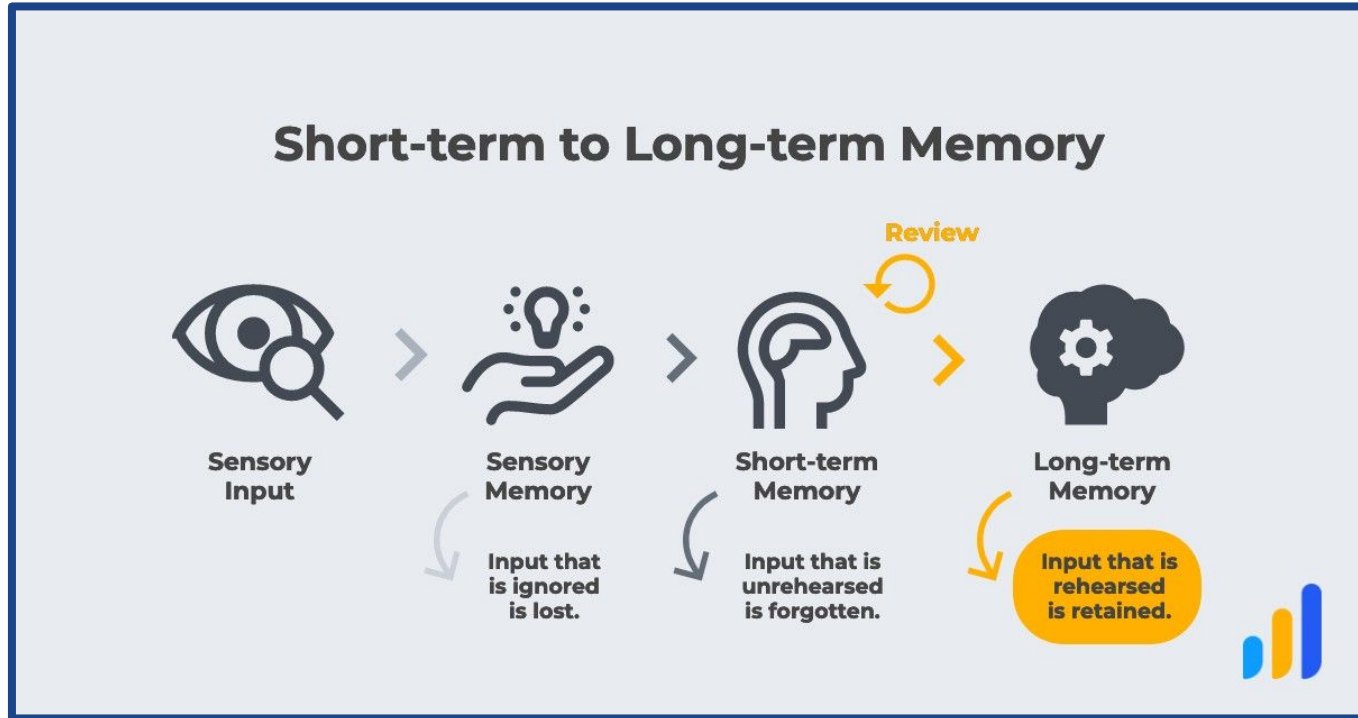 Short-term to Long-term Memory
Review
Sensory
Input
Sensory
Memory
Short-term
Memory
Long-term
Memory
Input that
is ignored
is lost.
Input that is
unrehearsed
is forgotten.
Input that is
rehearsed
is retained.